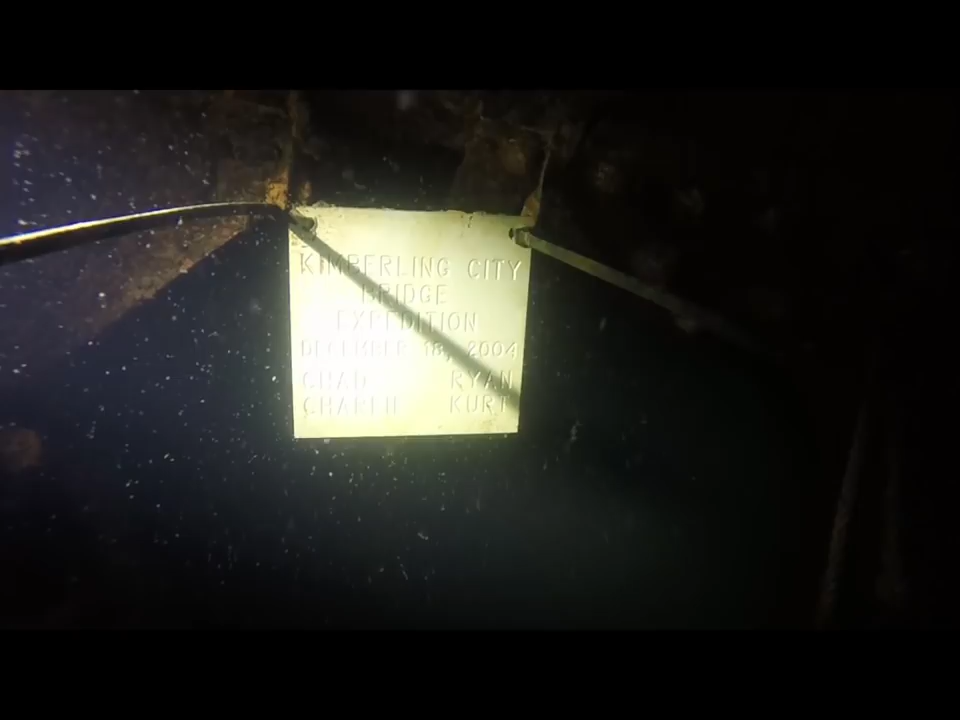 KIMBERLING CITY
BRIDGE
EXPEDITION
DECEMBER 18, 2004
CHAD RYAN
CHARLIE KURT